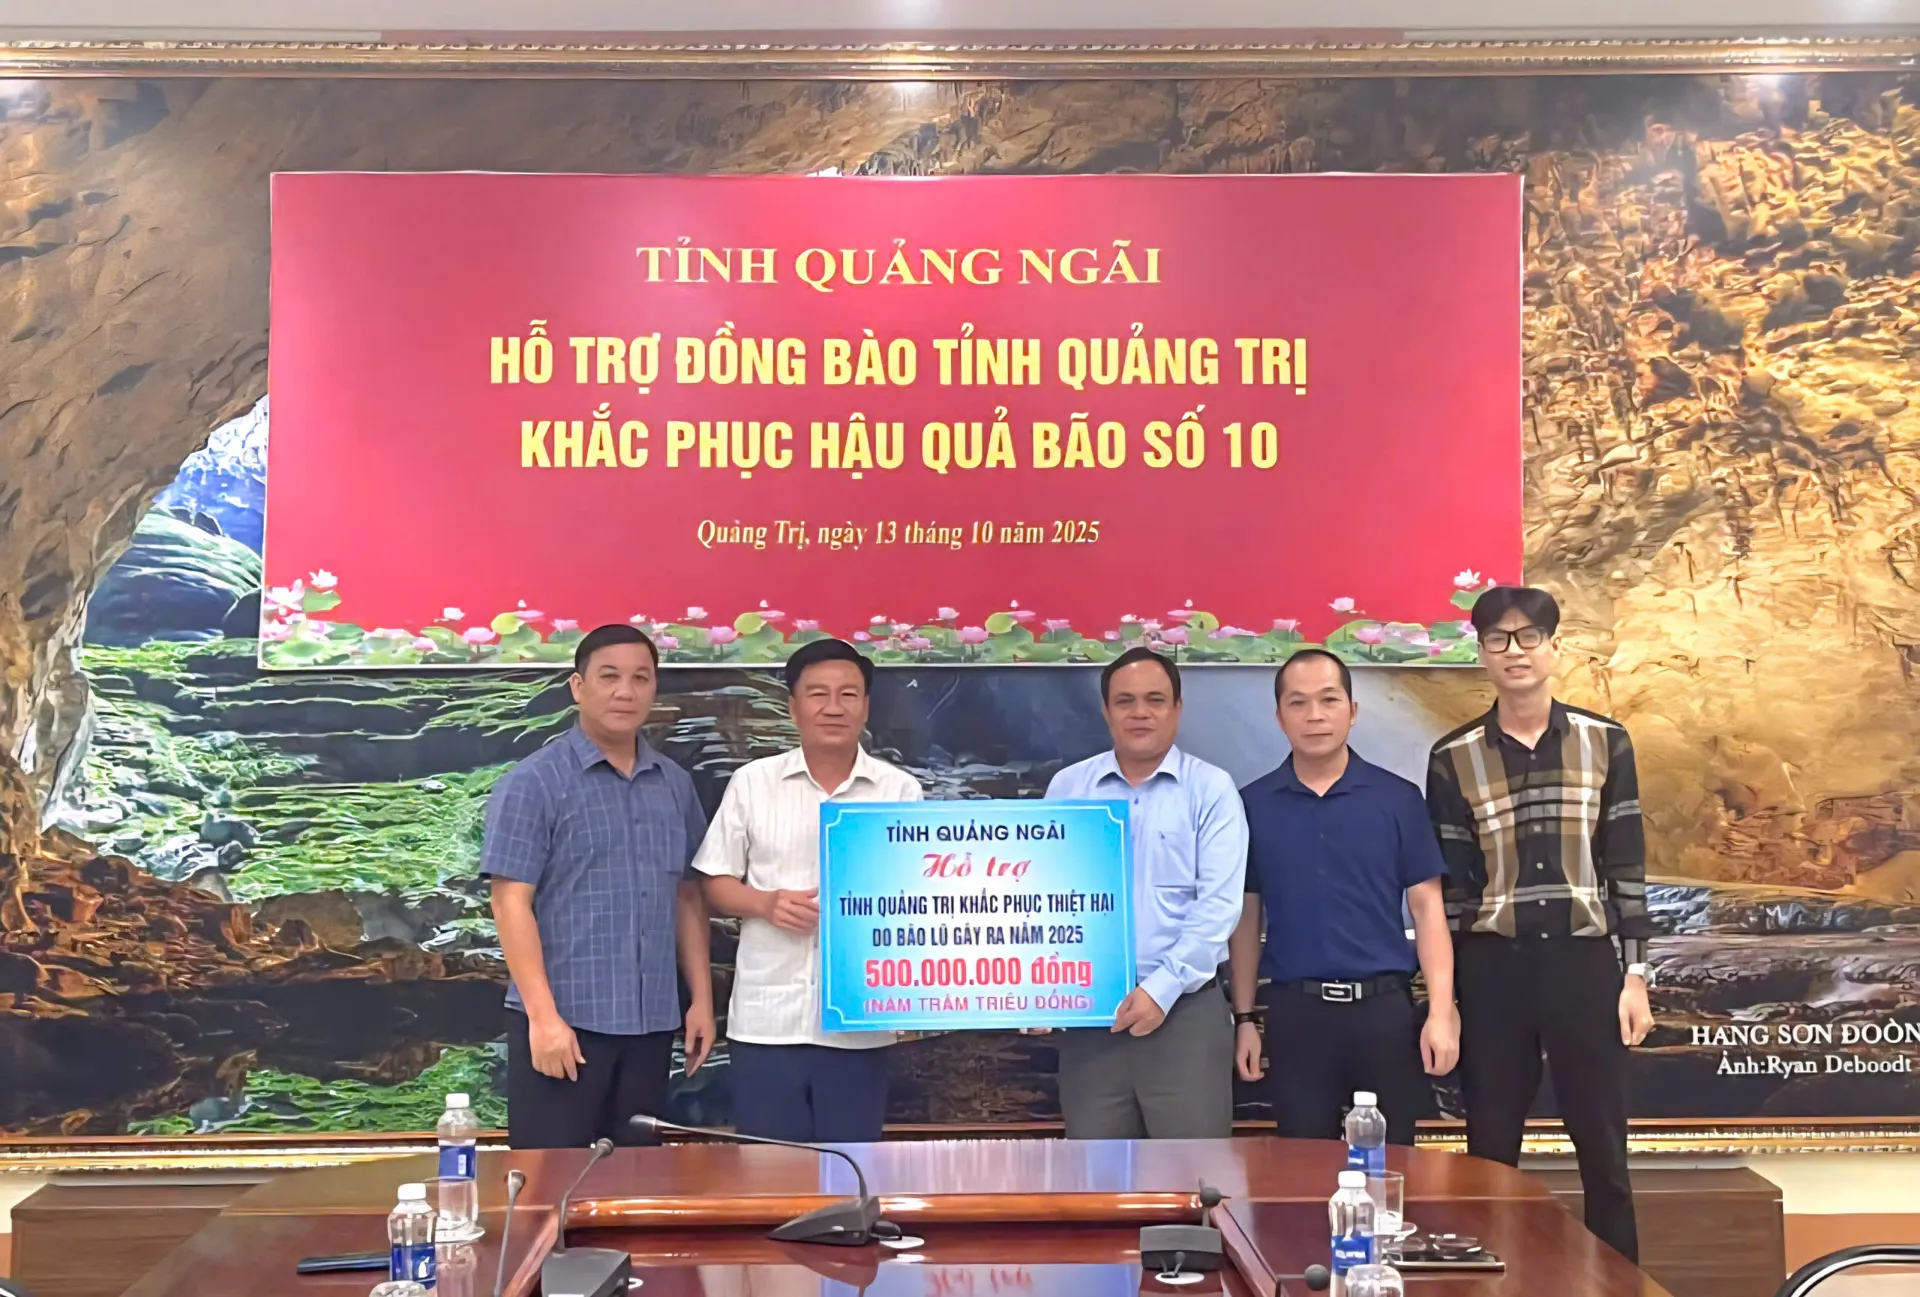 TỈNH QUẢNG NGÃI
HỖ TRỢ ĐỒNG BÀO TỈNH QUẢNG TRỊ
KHẮC PHỤC HẬU QUẢ BÃO SỐ 10
Quảng Trị, ngày 13 tháng 10 năm 2025
TỈNH QUẢNG NGÃI
Hỗ trợ
TỈNH QUẢNG TRỊ KHẮC PHỤC THIỆT HẠI
DO BÃO LŨ GÂY RA NĂM 2025
500.000.000 đồng
(NĂM TRĂM TRIỆU ĐỒNG)
HANG SƠN ĐOÒN
Ảnh:Ryan Deboodt